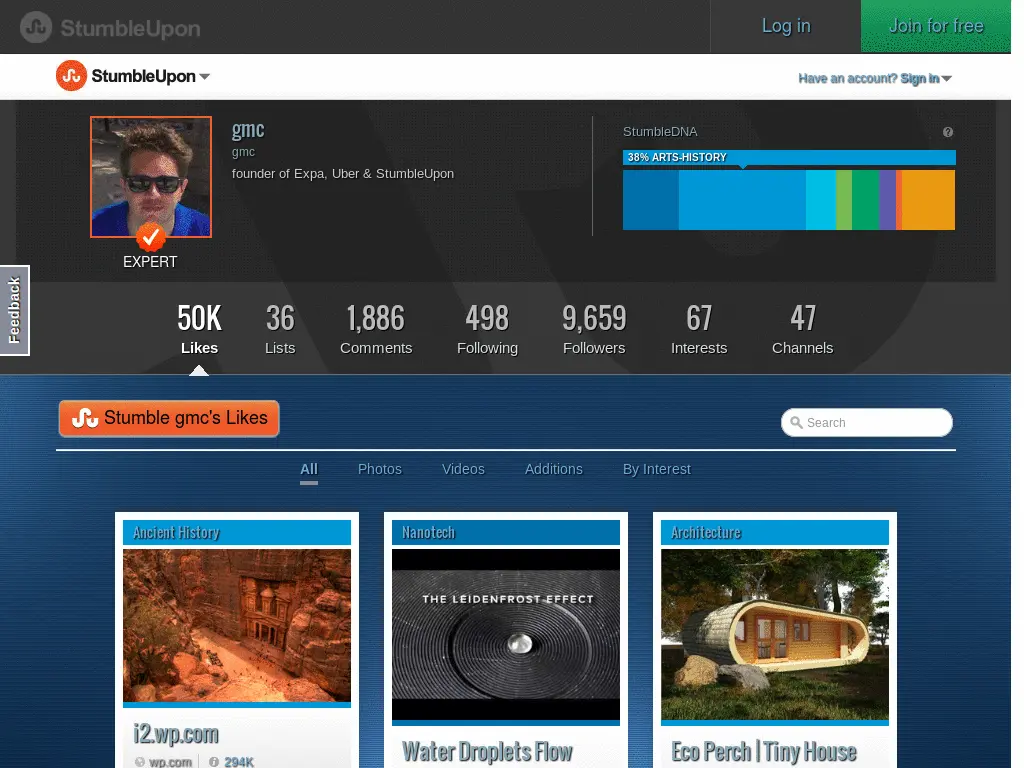 StumbleUpon
Log in
Join for free
StumbleUpon
Have an account? Sign in
gmc
gmc
founder of Expa, Uber & StumbleUpon
EXPERT
StumbleDNA
?
38% ARTS-HISTORY
Feedback
50K
Likes
36
Lists
1,886
Comments
498
Following
9,659
Followers
67
Interests
47
Channels
Stumble gmc's Likes
Search
All
Photos
Videos
Additions
By Interest
Ancient History
i2.wp.com
wp.com
294K
Nanotech
THE LEIDENFROST EFFECT
Water Droplets Flow
Architecture
Eco Perch | Tiny House